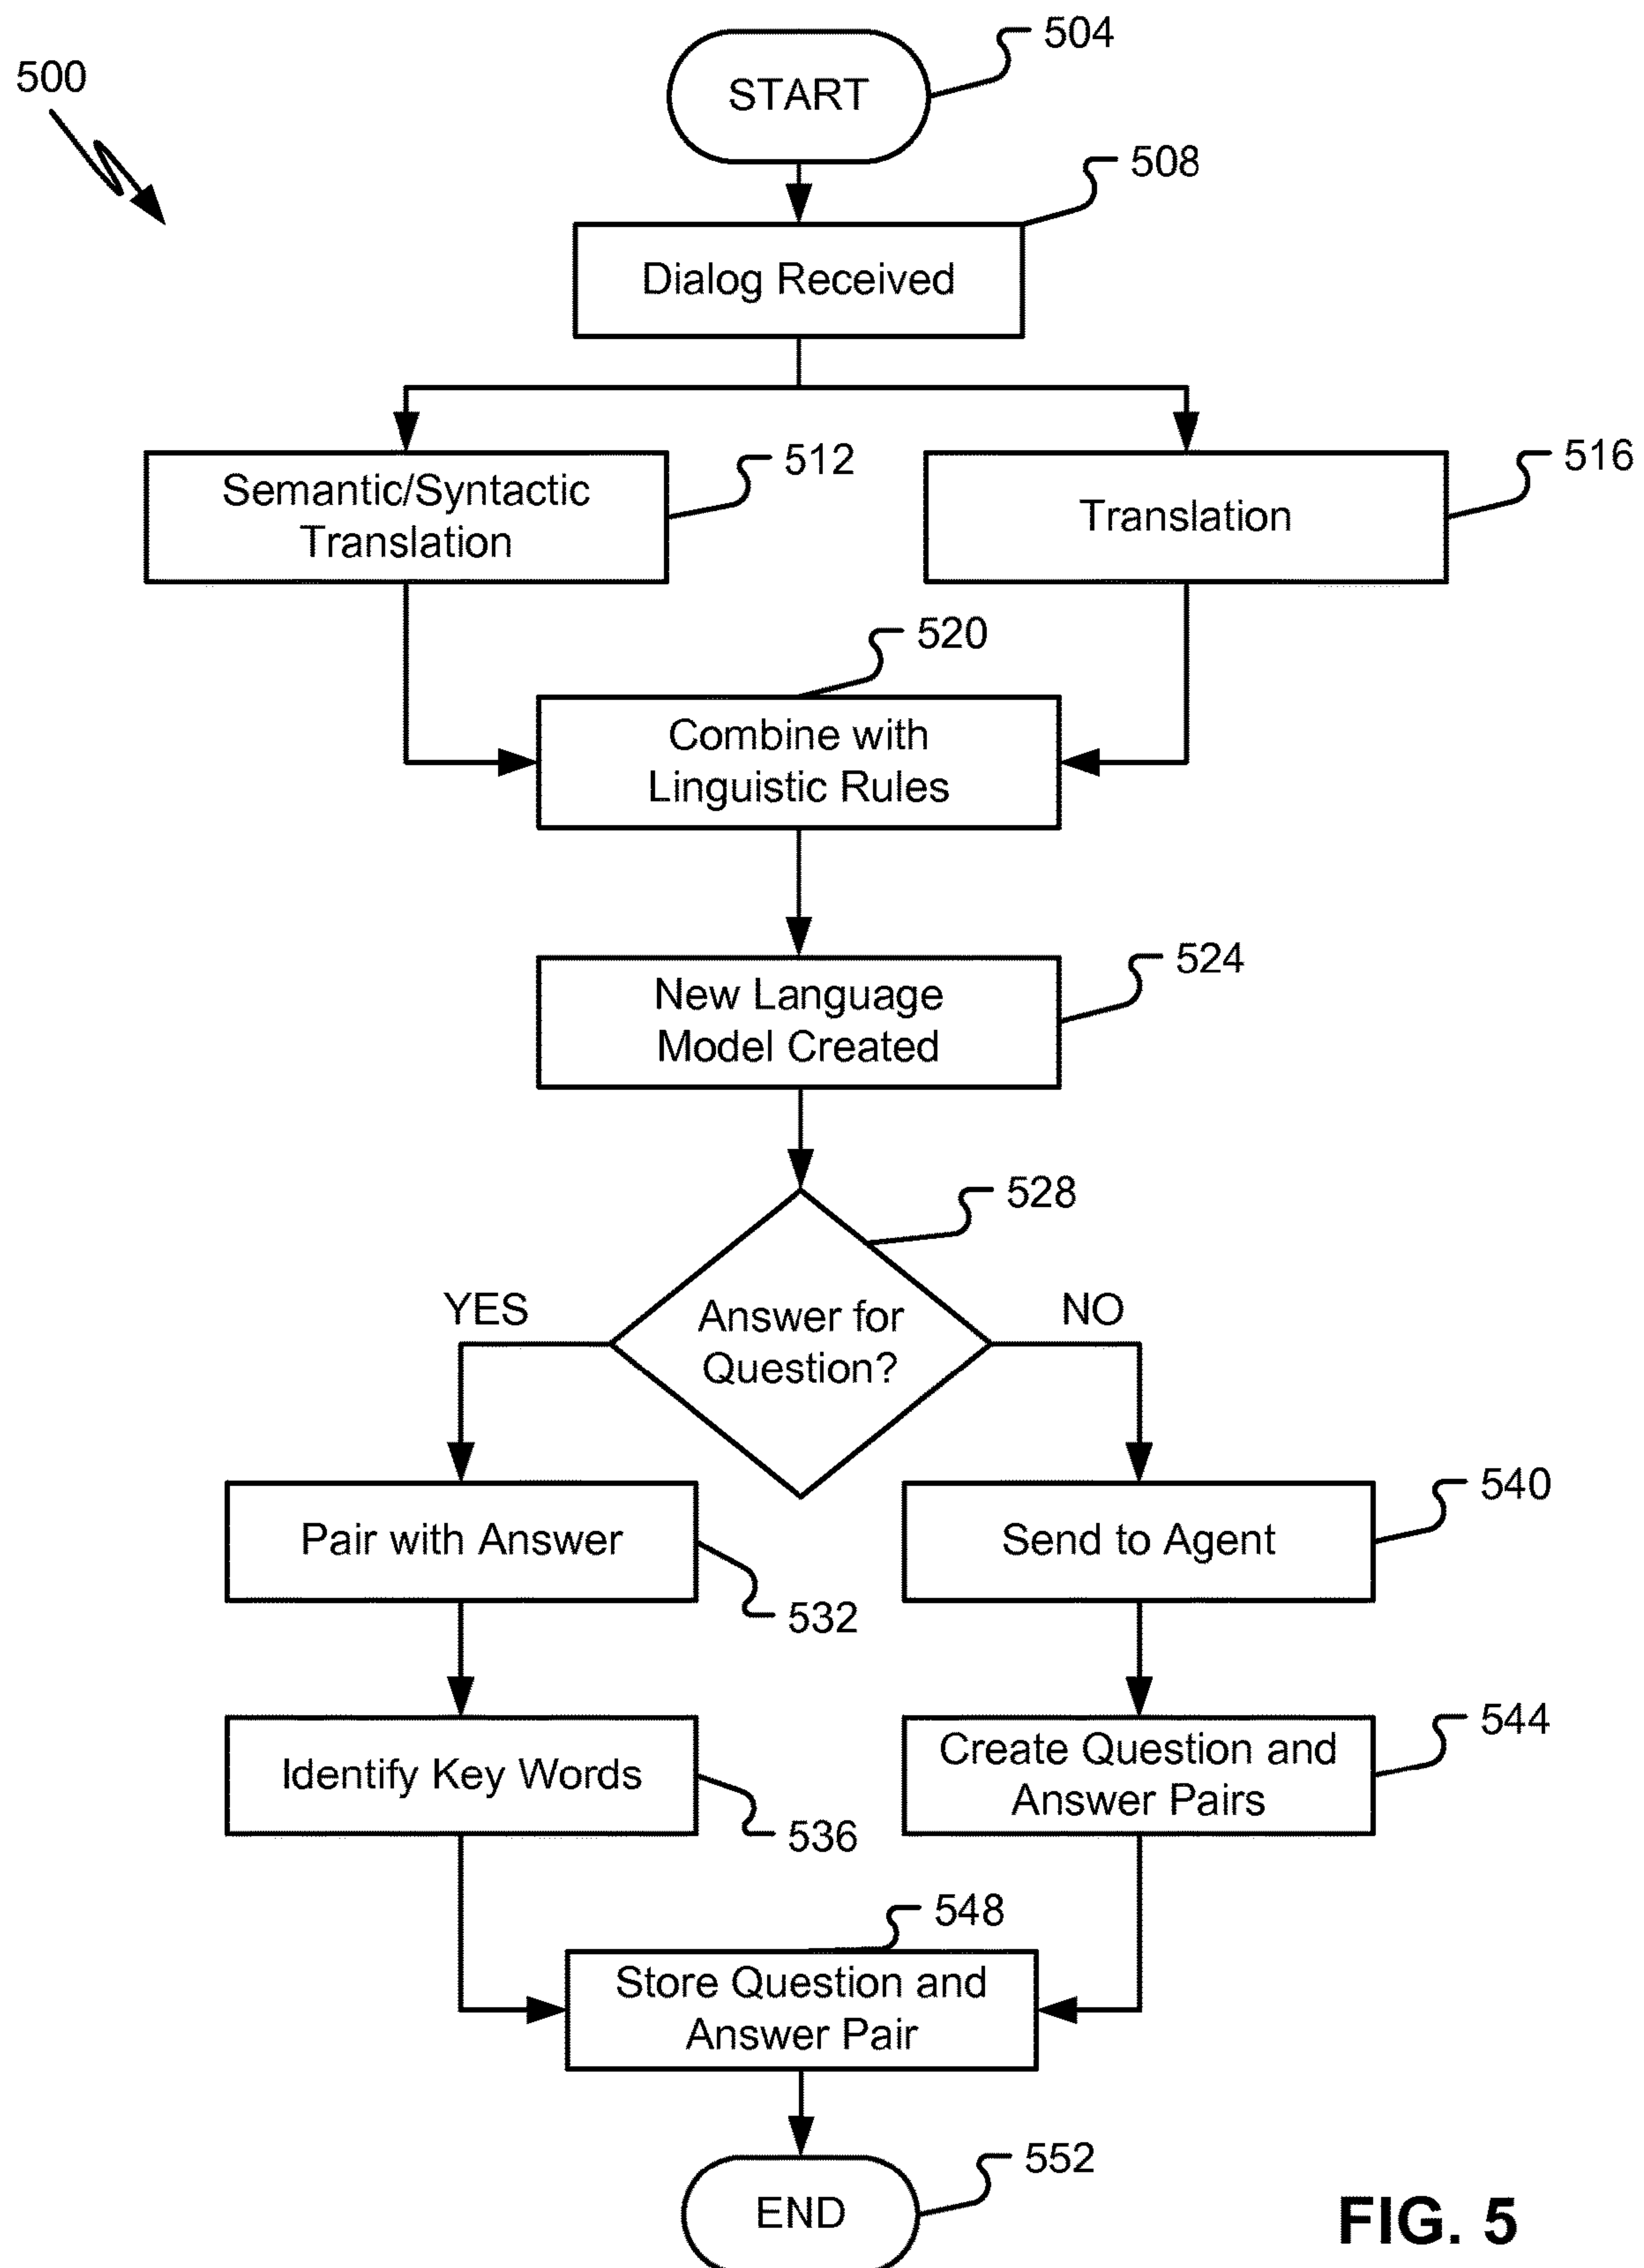 500
504
START
508
Dialog Received
512
Semantic/Syntactic
Translation
516
Translation
520
Combine with
Linguistic Rules
524
New Language
Model Created
528
YES
Answer for
Question?
NO
Pair with Answer
532
540
Send to Agent
Identify Key Words
536
544
Create Question and
Answer Pairs
548
Store Question and
Answer Pair
552
END
FIG. 5